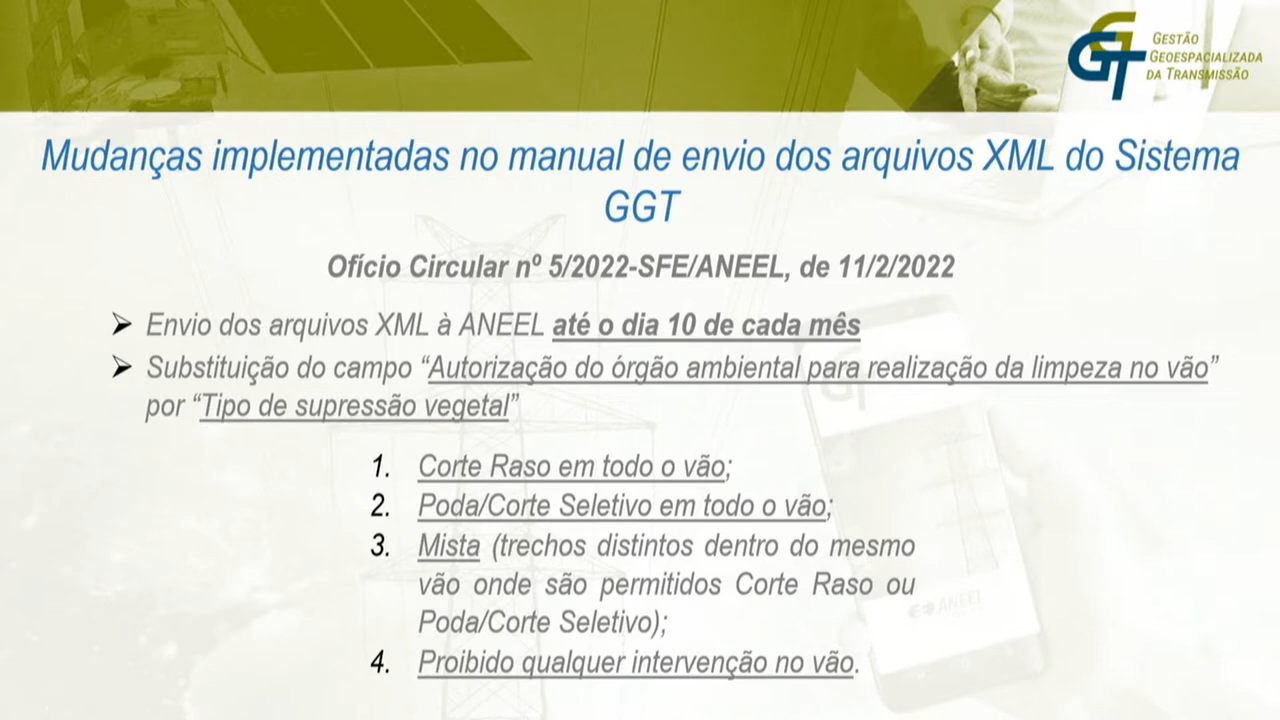 GGT
GESTÃO
GEOESPACIALIZADA
DA TRANSMISSÃO
Mudanças implementadas no manual de envio dos arquivos XML do Sistema
GGT
Ofício Circular nº 5/2022-SFE/ANEEL, de 11/2/2022
➢ Envio dos arquivos XML à ANEEL até o dia 10 de cada mês
➢ Substituição do campo “Autorização do órgão ambiental para realização da limpeza no vão”
por “Tipo de supressão vegetal”
1. Corte Raso em todo o vão;
2. Poda/Corte Seletivo em todo o vão;
3. Mista (trechos distintos dentro do mesmo
vão onde são permitidos Corte Raso ou
Poda/Corte Seletivo);
4. Proibido qualquer intervenção no vão.
ANEEL